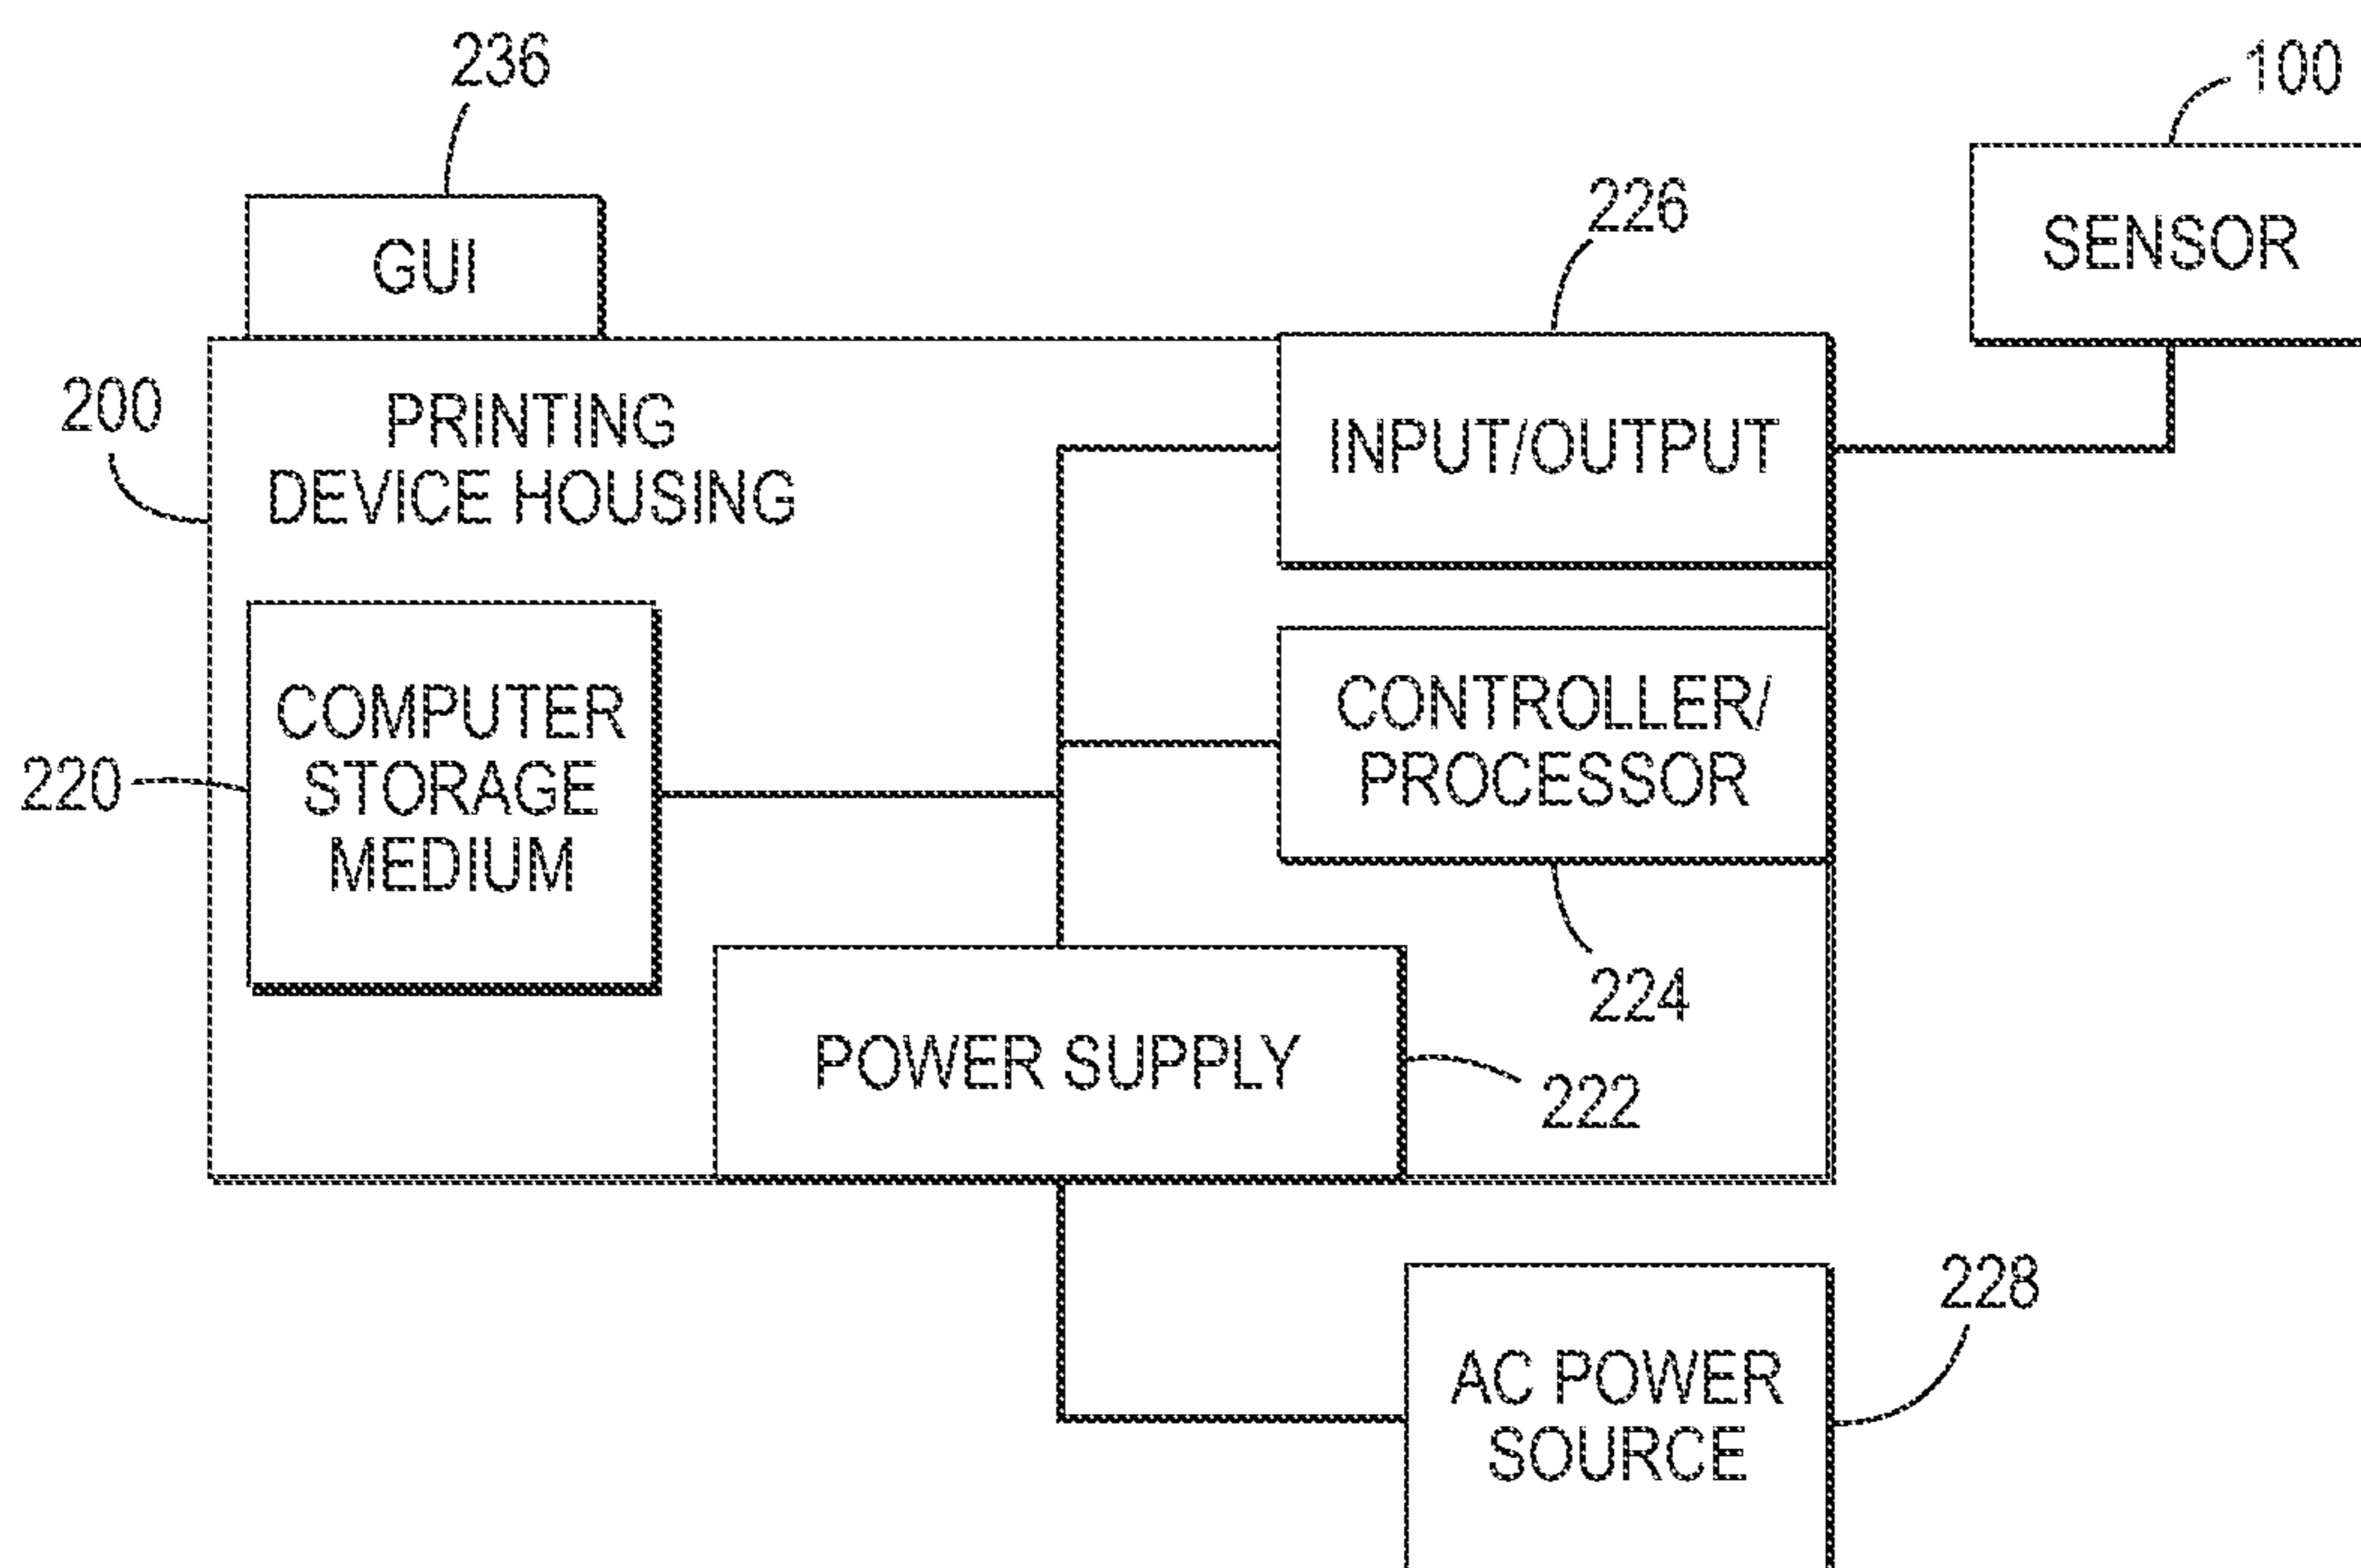 236
100
GUI
226
SENSOR
200
PRINTING
DEVICE HOUSING
INPUT/OUTPUT
220
COMPUTER
STORAGE
MEDIUM
CONTROLLER/
PROCESSOR
224
POWER SUPPLY
222
228
AC POWER
SOURCE